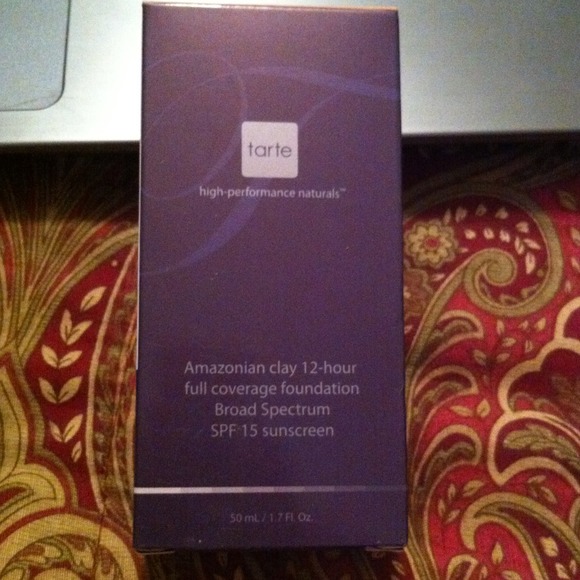 tarte
high-performance naturals™
Amazonian clay 12-hour
full coverage foundation
Broad Spectrum
SPF 15 sunscreen
50 mL / 1.7 Fl. Oz.